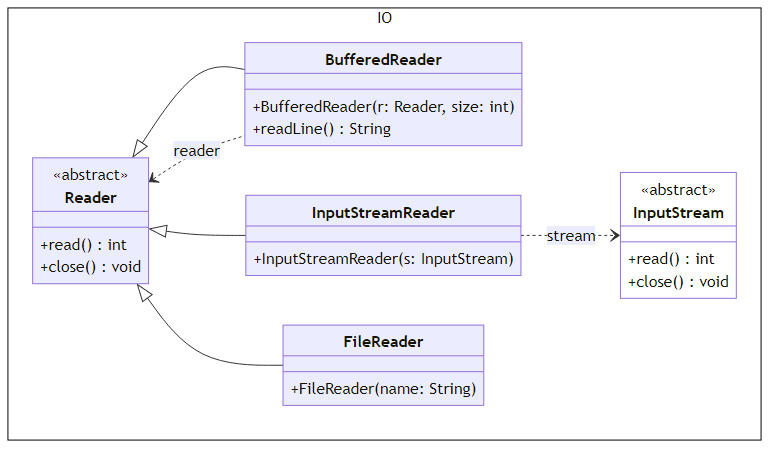 IO
BufferedReader
+BufferedReader(r: Reader, size: int)
+readLine() : String
reader
«abstract»
Reader
+read() : int
+close() : void
InputStreamReader
+InputStreamReader(s: InputStream)
stream
«abstract»
InputStream
+read() : int
+close() : void
FileReader
+FileReader(name: String)